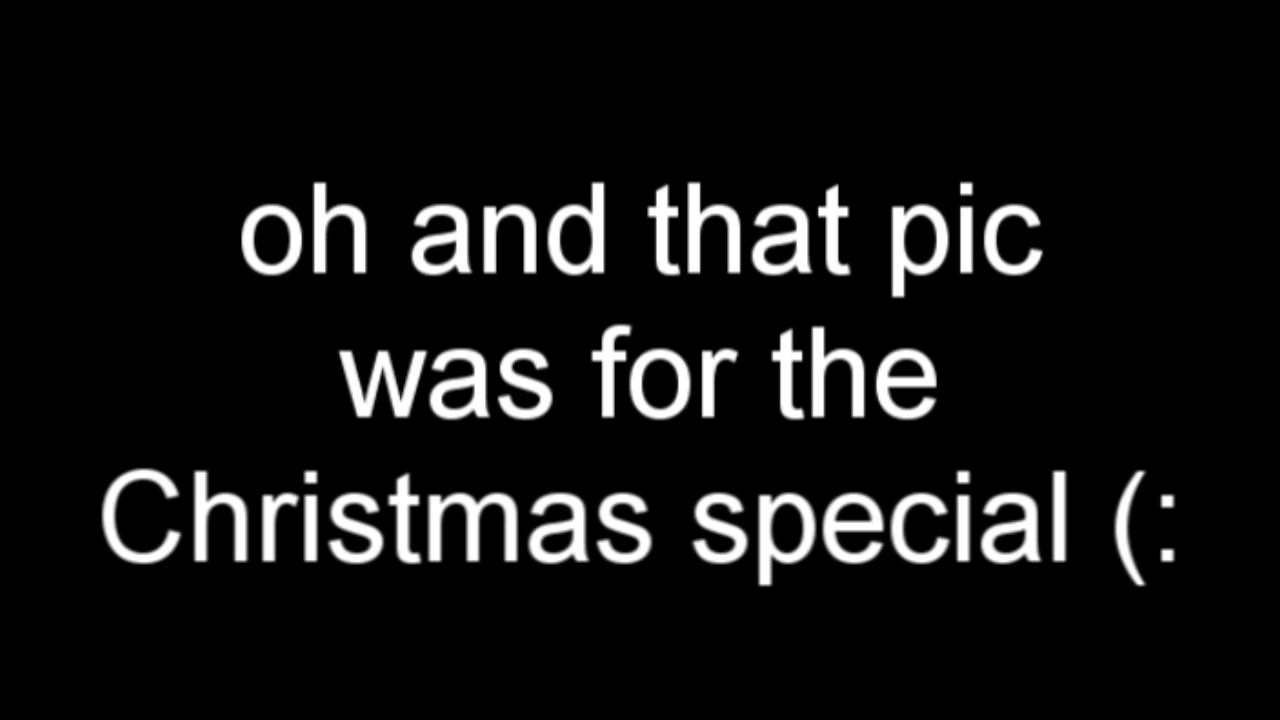 oh and that pic
was for the
Christmas special (: